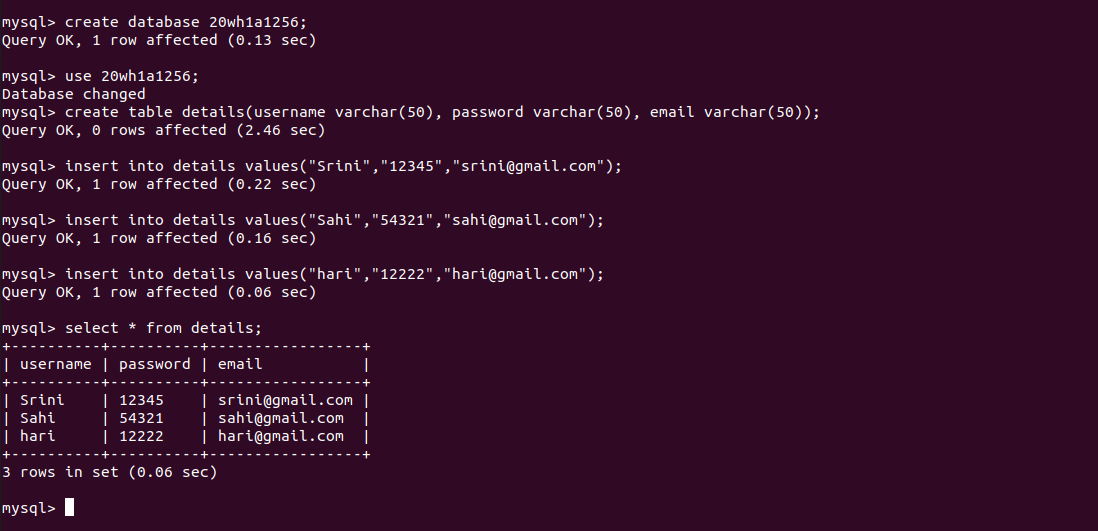 mysql> create database 20wh1a1256;
Query OK, 1 row affected (0.13 sec)
mysql> use 20wh1a1256;
Database changed
mysql> create table details(username varchar(50), password varchar(50), email varchar(50));
Query OK, 0 rows affected (2.46 sec)
mysql> insert into details values("Srini","12345","srini@gmail.com");
Query OK, 1 row affected (0.22 sec)
mysql> insert into details values("Sahi","54321","sahi@gmail.com");
Query OK, 1 row affected (0.16 sec)
mysql> insert into details values("hari","12222","hari@gmail.com");
Query OK, 1 row affected (0.06 sec)
mysql> select * from details;
+----------+----------+-----------------+
| username | password | email           |
+----------+----------+-----------------+
| Srini    | 12345    | srini@gmail.com |
| Sahi     | 54321    | sahi@gmail.com  |
| hari     | 12222    | hari@gmail.com  |
+----------+----------+-----------------+
3 rows in set (0.06 sec)
mysql>